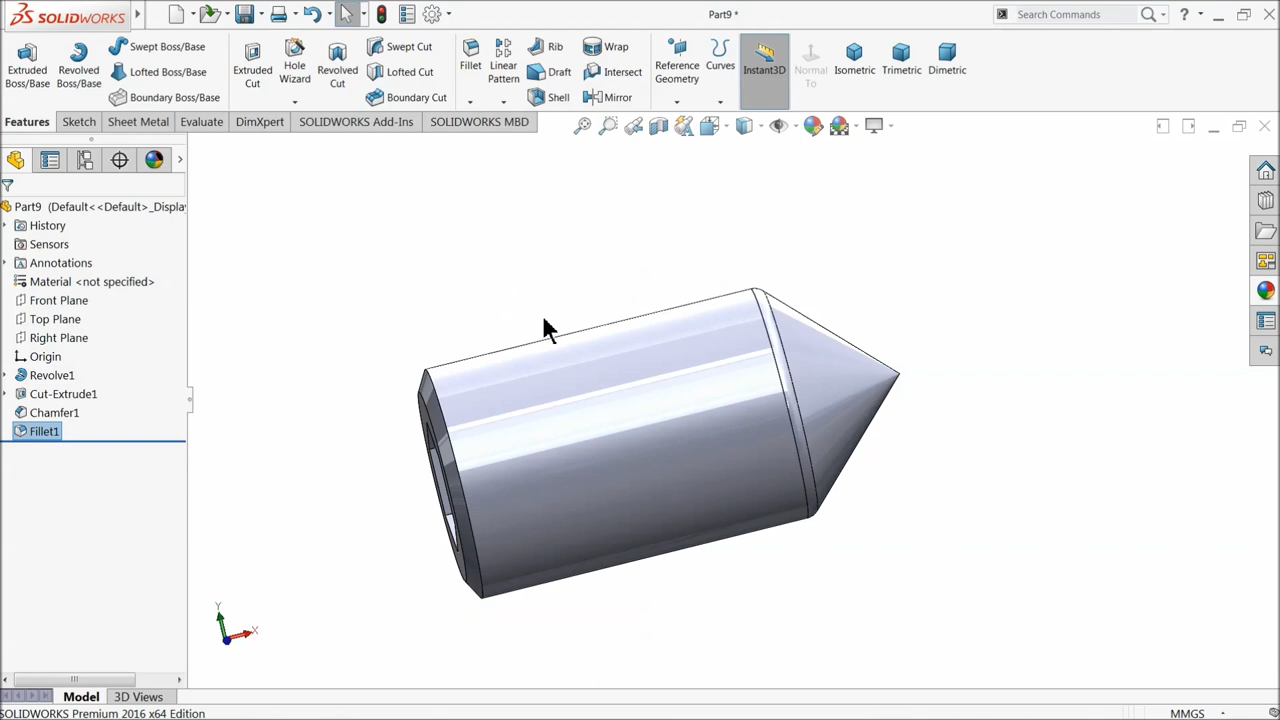 SOLIDWORKS
Part9 *
Search Commands
?
Extruded Boss/Base
Revolved Boss/Base
Swept Boss/Base
Lofted Boss/Base
Boundary Boss/Base
Extruded Cut
Hole Wizard
Revolved Cut
Swept Cut
Lofted Cut
Boundary Cut
Fillet
Linear Pattern
Rib
Draft
Shell
Wrap
Intersect
Mirror
Reference Geometry
Curves
Instant3D
Normal To
Isometric
Trimetric
Dimetric
Features
Sketch
Sheet Metal
Evaluate
DimXpert
SOLIDWORKS Add-Ins
SOLIDWORKS MBD
Part9 (Default<<Default>_Display
History
Sensors
Annotations
Material <not specified>
Front Plane
Top Plane
Right Plane
Origin
Revolve1
Cut-Extrude1
Chamfer1
Fillet1
Y
X
Model
3D Views
SOLIDWORKS Premium 2016 x64 Edition
MMGS